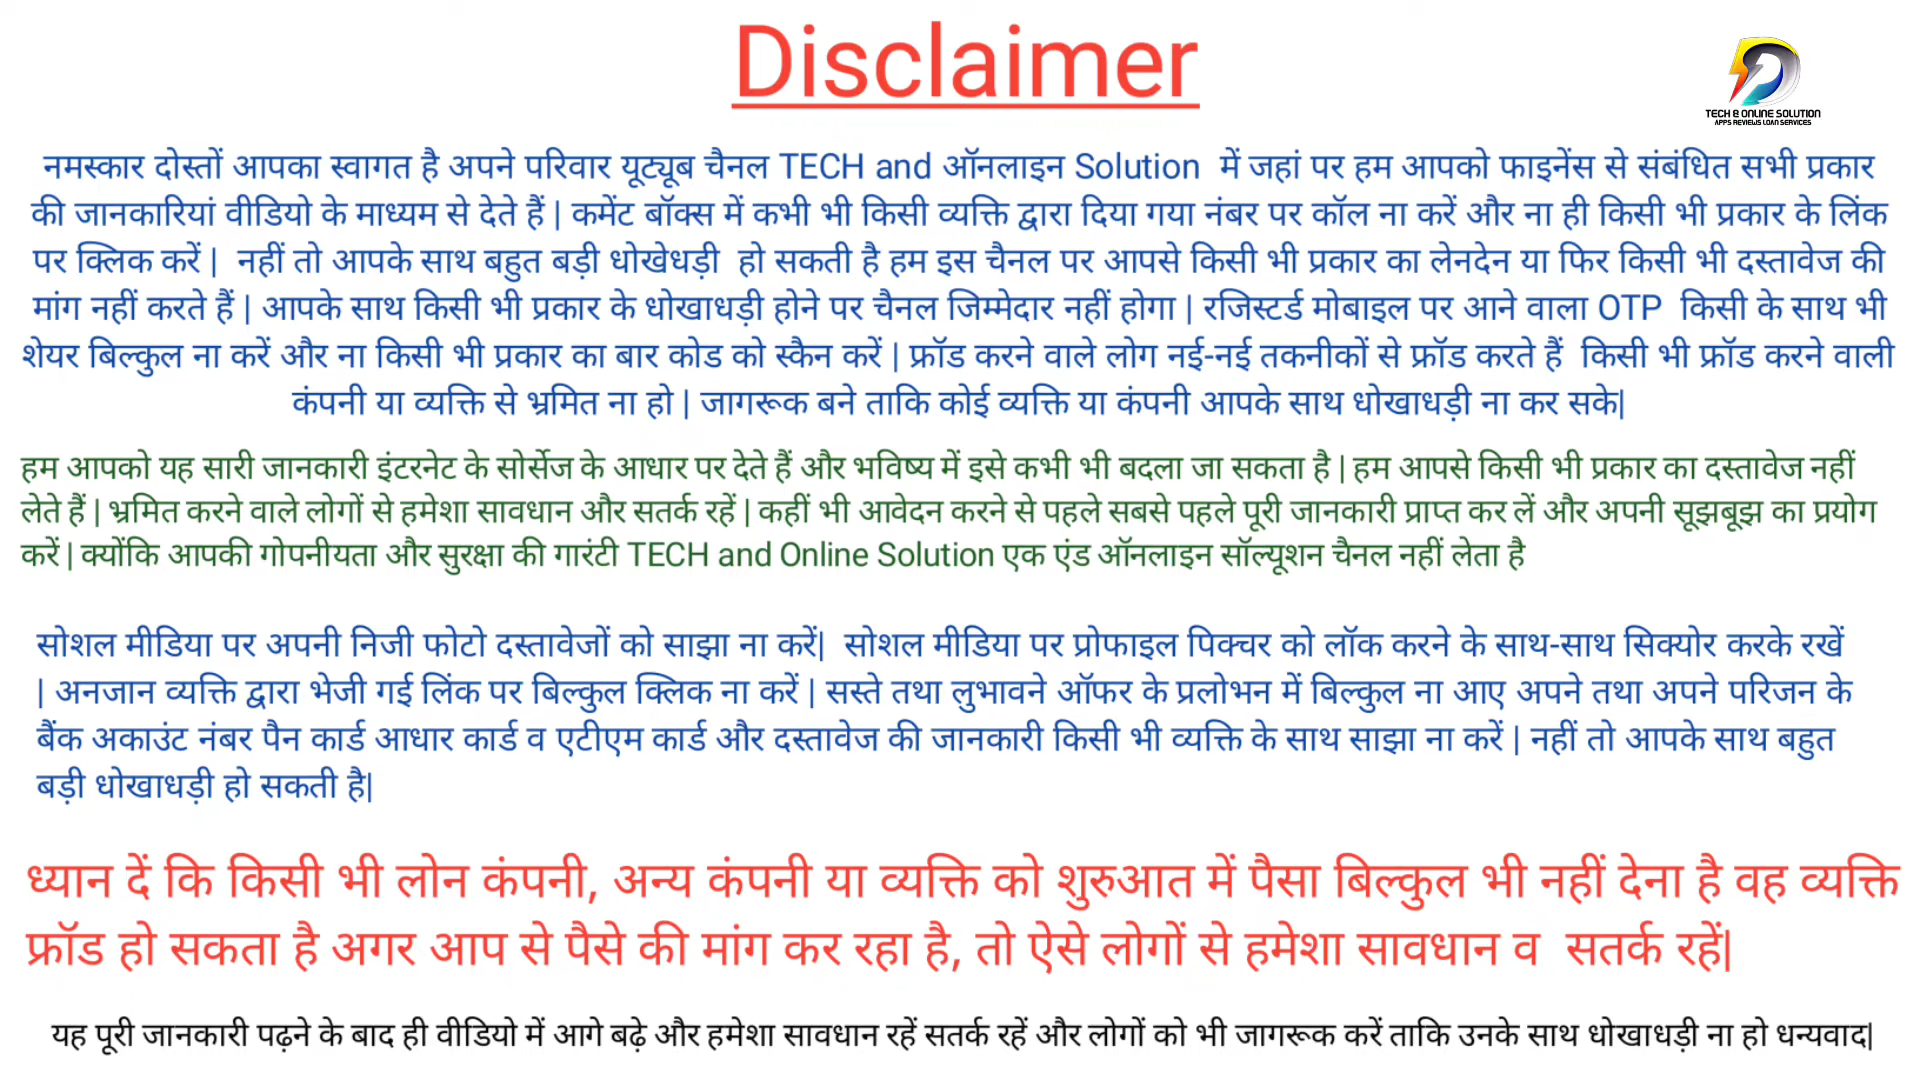 Disclaimer
TECH & ONLINE SOLUTION
APPS REVIEWS LOAN SERVICES
नमस्कार दोस्तों आपका स्वागत है अपने परिवार यूट्यूब चैनल TECH and ऑनलाइन Solution में जहां पर हम आपको फाइनेंस से संबंधित सभी प्रकार
की जानकारियां वीडियो के माध्यम से देते हैं | कमेंट बॉक्स में कभी भी किसी व्यक्ति द्वारा दिया गया नंबर पर कॉल ना करें और ना ही किसी भी प्रकार के लिंक
पर क्लिक करें | नहीं तो आपके साथ बहुत बड़ी धोखेधड़ी हो सकती है हम इस चैनल पर आपसे किसी भी प्रकार का लेनदेन या फिर किसी भी दस्तावेज की
मांग नहीं करते हैं | आपके साथ किसी भी प्रकार के धोखाधड़ी होने पर चैनल जिम्मेदार नहीं होगा | रजिस्टर्ड मोबाइल पर आने वाला OTP किसी के साथ भी
शेयर बिल्कुल ना करें और ना किसी भी प्रकार का बार कोड को स्कैन करें | फ्रॉड करने वाले लोग नई-नई तकनीकों से फ्रॉड करते हैं किसी भी फ्रॉड करने वाली
कंपनी या व्यक्ति से भ्रमित ना हो | जागरूक बने ताकि कोई व्यक्ति या कंपनी आपके साथ धोखाधड़ी ना कर सके|
हम आपको यह सारी जानकारी इंटरनेट के सोर्सेज के आधार पर देते हैं और भविष्य में इसे कभी भी बदला जा सकता है | हम आपसे किसी भी प्रकार का दस्तावेज नहीं
लेते हैं | भ्रमित करने वाले लोगों से हमेशा सावधान और सतर्क रहें | कहीं भी आवेदन करने से पहले सबसे पहले पूरी जानकारी प्राप्त कर लें और अपनी सूझबूझ का प्रयोग
करें | क्योंकि आपकी गोपनीयता और सुरक्षा की गारंटी TECH and Online Solution एक एंड ऑनलाइन सॉल्यूशन चैनल नहीं लेता है
सोशल मीडिया पर अपनी निजी फोटो दस्तावेजों को साझा ना करें| सोशल मीडिया पर प्रोफाइल पिक्चर को लॉक करने के साथ-साथ सिक्योर करके रखें
| अनजान व्यक्ति द्वारा भेजी गई लिंक पर बिल्कुल क्लिक ना करें | सस्ते तथा लुभावने ऑफर के प्रलोभन में बिल्कुल ना आए अपने तथा अपने परिजन के
बैंक अकाउंट नंबर पैन कार्ड आधार कार्ड व एटीएम कार्ड और दस्तावेज की जानकारी किसी भी व्यक्ति के साथ साझा ना करें | नहीं तो आपके साथ बहुत
बड़ी धोखाधड़ी हो सकती है|
ध्यान दें कि किसी भी लोन कंपनी, अन्य कंपनी या व्यक्ति को शुरुआत में पैसा बिल्कुल भी नहीं देना है वह व्यक्ति
फ्रॉड हो सकता है अगर आप से पैसे की मांग कर रहा है, तो ऐसे लोगों से हमेशा सावधान व सतर्क रहें|
यह पूरी जानकारी पढ़ने के बाद ही वीडियो में आगे बढ़े और हमेशा सावधान रहें सतर्क रहें और लोगों को भी जागरूक करें ताकि उनके साथ धोखाधड़ी ना हो धन्यवाद|